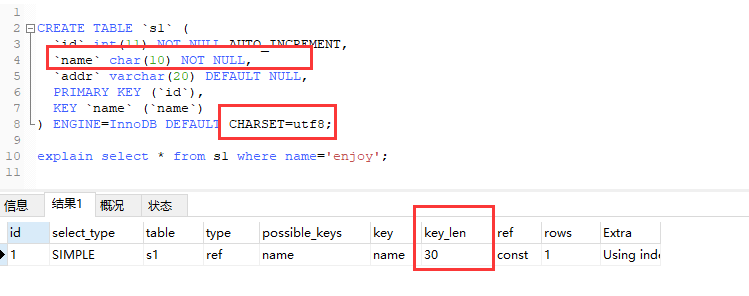 1
2 CREATE TABLE `s1` (
3 `id` int(11) NOT NULL AUTO_INCREMENT,
4 `name` char(10) NOT NULL,
5 `addr` varchar(20) DEFAULT NULL,
6 PRIMARY KEY (`id`),
7 KEY `name` (`name`)
8 ) ENGINE=InnoDB DEFAULT CHARSET=utf8;
9
10 explain select * from s1 where name='enjoy';
11
信息 结果1 概况 状态
id select_type table type possible_keys key key_len ref rows Extra
1 SIMPLE s1 ref name name 30 const 1 Using inde